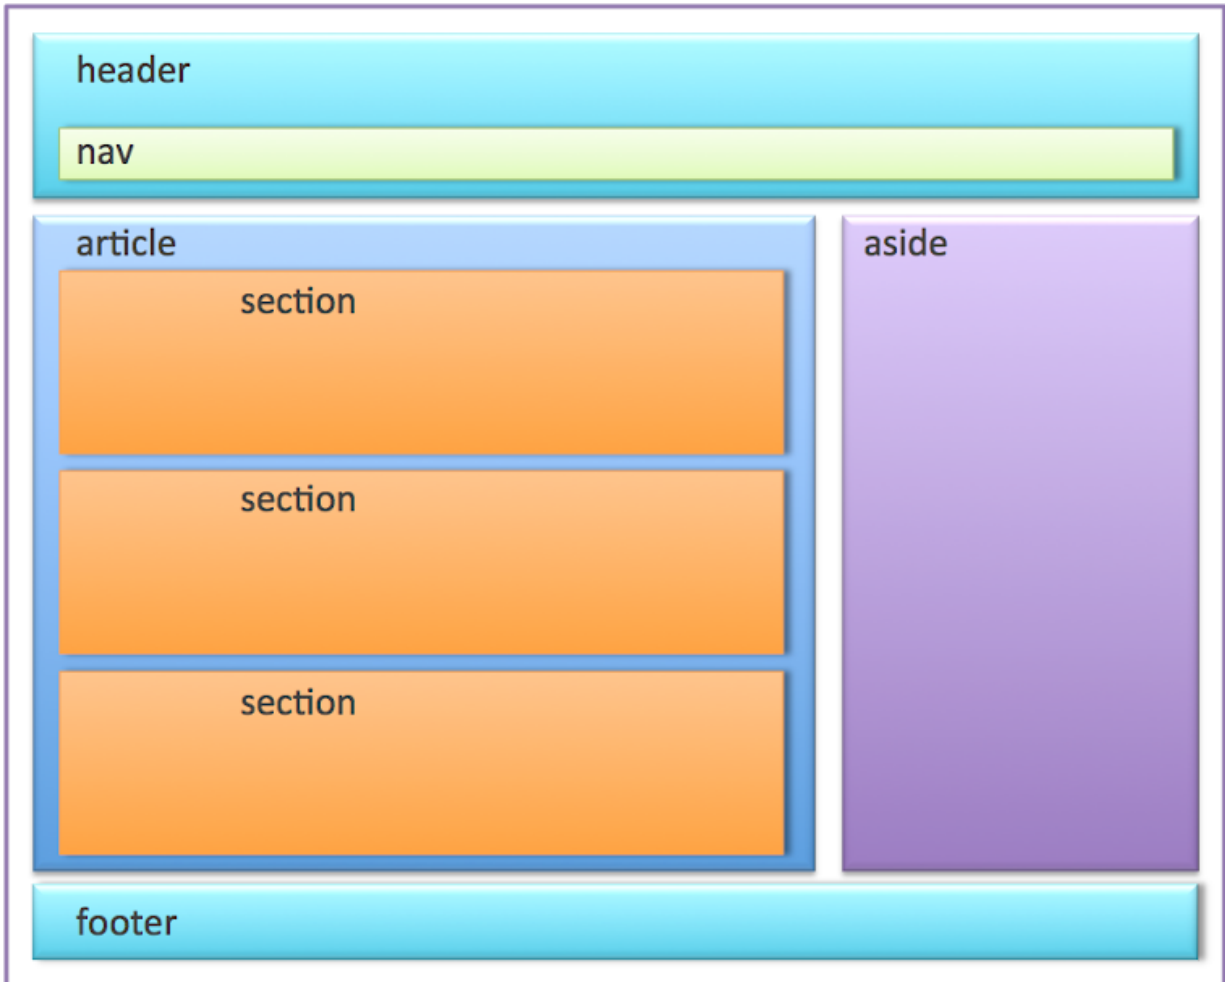 header
nav
article
section
section
section
aside
footer